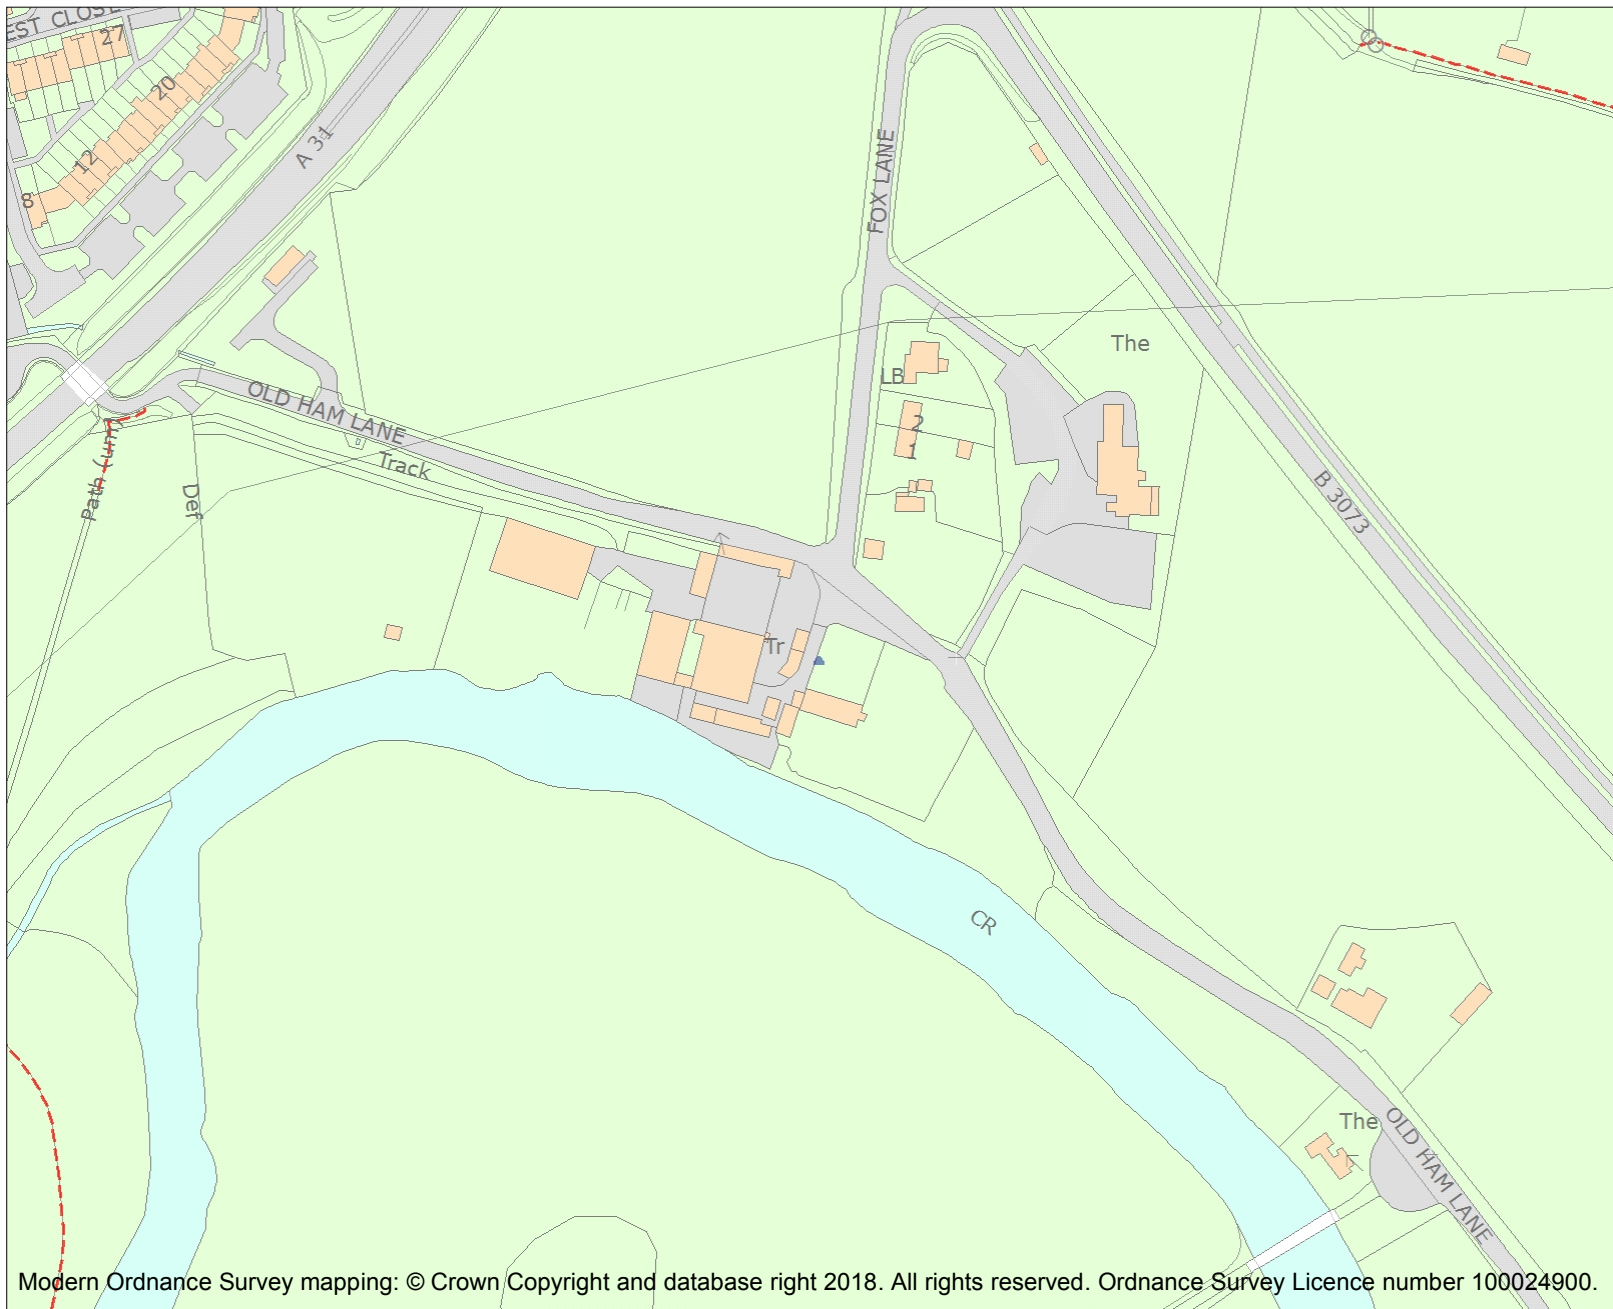 EST CLOSE
27
20
12
8
A 31
FOX LANE
The
LB
2
1
OLD HAM LANE
Track
Path (um)
Def
B 3073
Tr
CR
The
OLD HAM LANE
Modern Ordnance Survey mapping: © Crown Copyright and database right 2018. All rights reserved. Ordnance Survey Licence number 100024900.